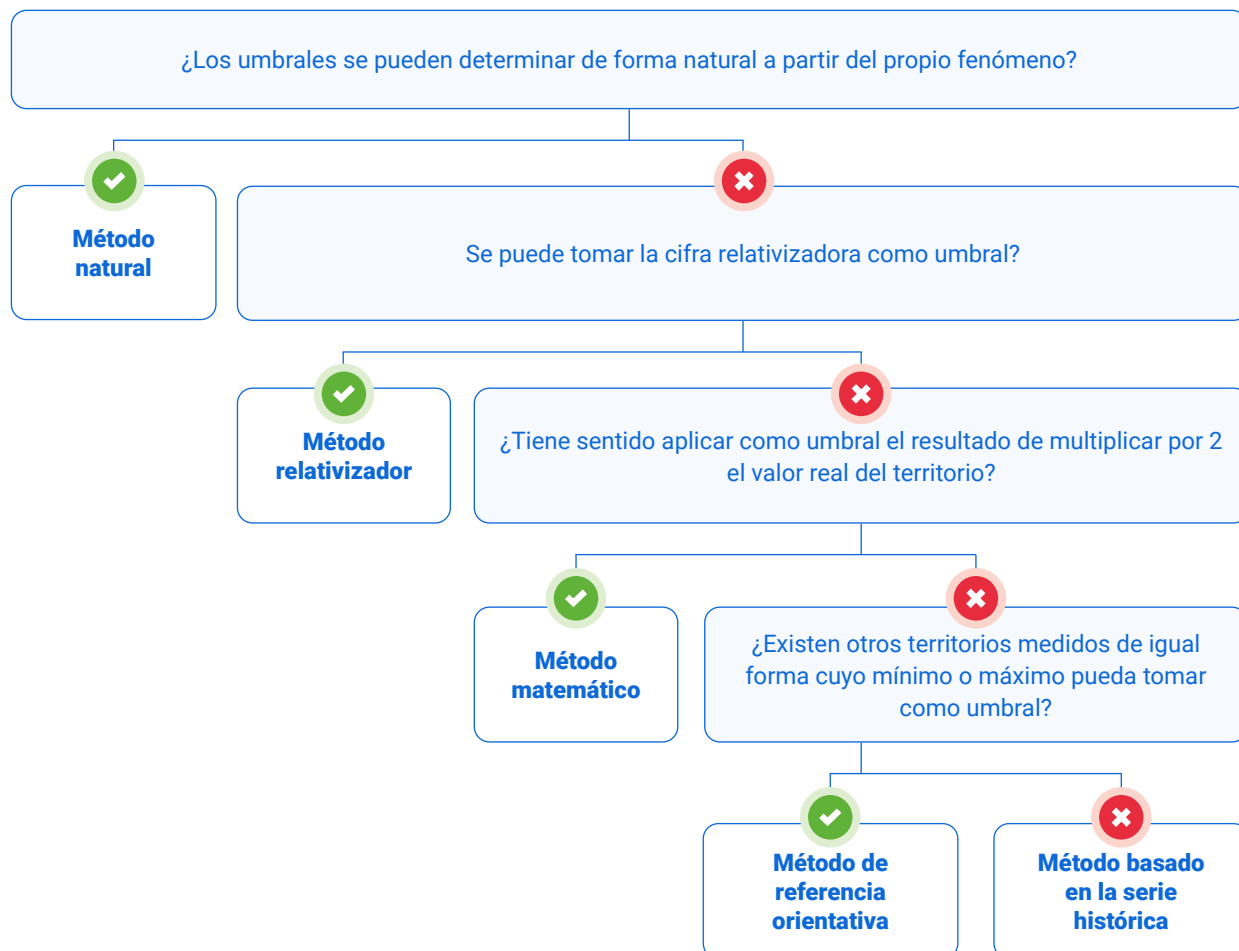 ¿Los umbrales se pueden determinar de forma natural a partir del propio fenómeno?
Método
natural
Se puede tomar la cifra relativizadora como umbral?
Método
relativizador
¿Tiene sentido aplicar como umbral el resultado de multiplicar por 2
el valor real del territorio?
Método
matemático
¿Existen otros territorios medidos de igual
forma cuyo mínimo o máximo pueda tomar
como umbral?
Método de
referencia
orientativa
Método basado
en la serie
histórica